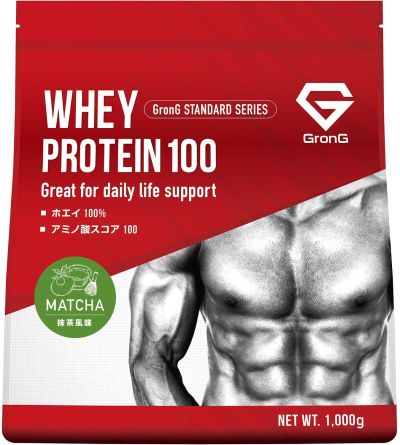 WHEY
GronG STANDARD SERIES
GronG
PROTEIN 100
Great for daily life support
▪ ホエイ 100%
▪ アミノ酸スコア 100
MATCHA
抹茶風味
NET WT. 1,000g